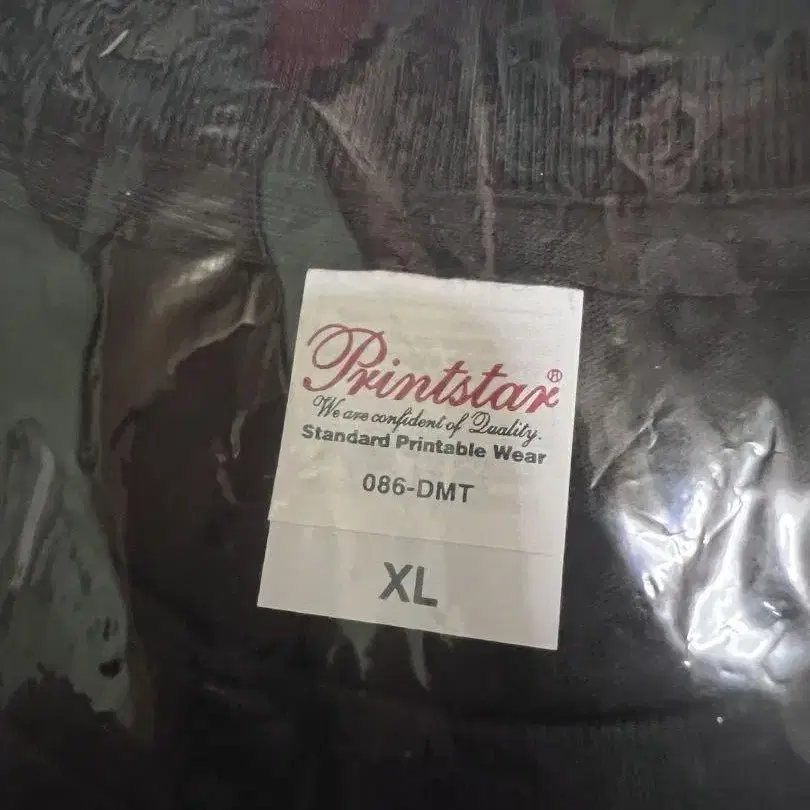 Printstar®
We are confident of Quality.
Standard Printable Wear
086-DMT
XL